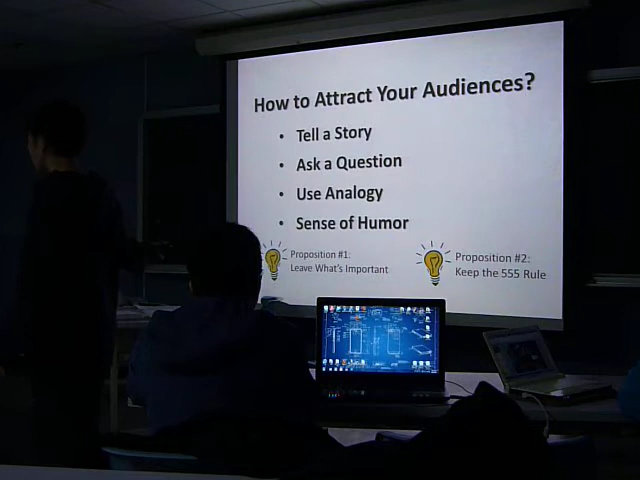 How to Attract Your Audiences?
• Tell a Story
• Ask a Question
• Use Analogy
• Sense of Humor
Proposition #1:
Leave What's Important
Proposition #2:
Keep the 555 Rule